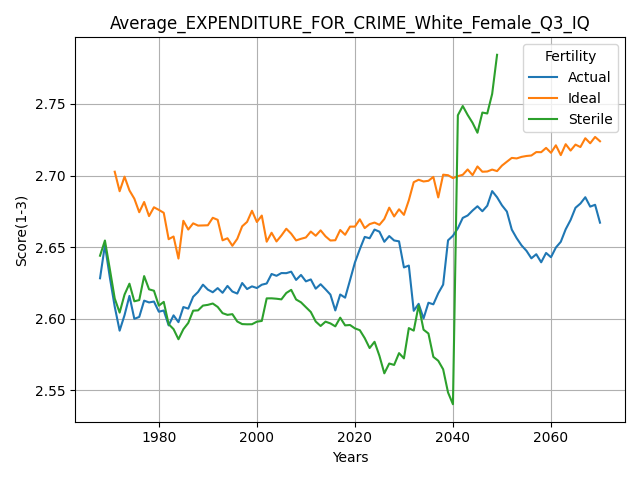 Average_EXPENDITURE_FOR_CRIME_White_Female_Q3_IQ
Fertility
Actual
Ideal
Sterile
Score(1-3)
2.75
2.70
2.65
2.60
2.55
1980
2000
2020
2040
2060
Years